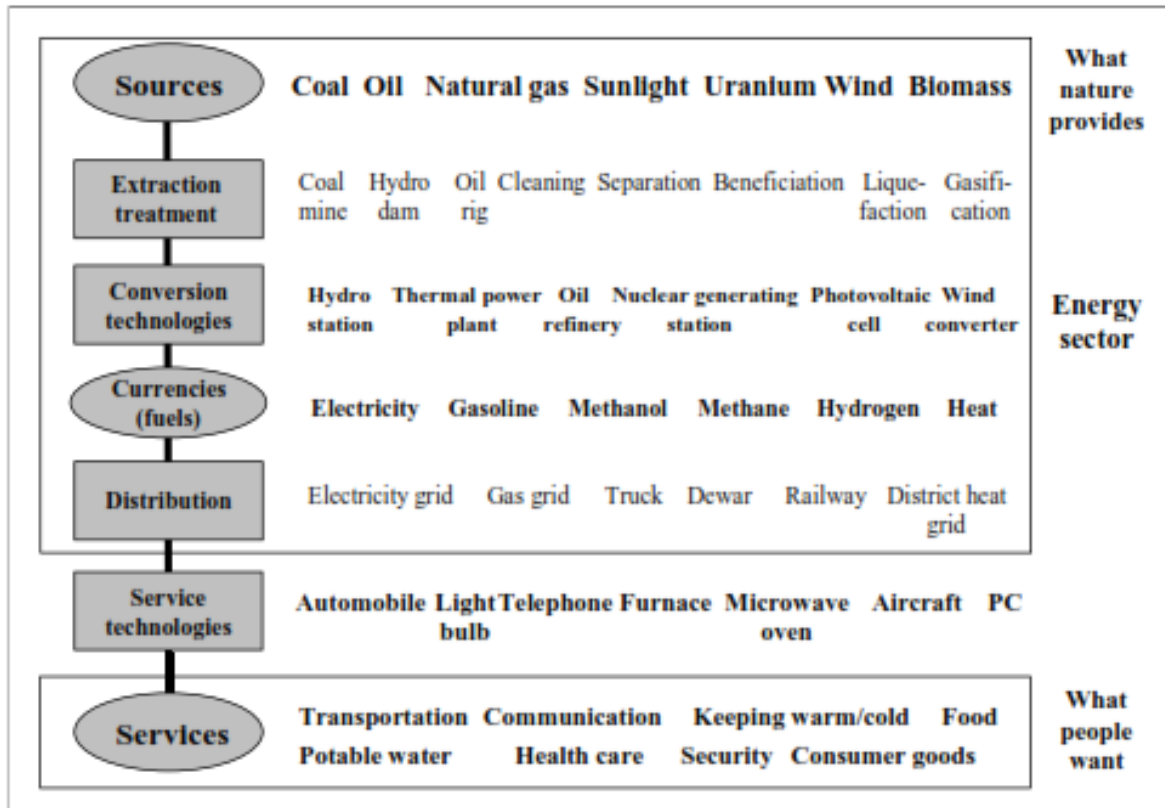 Sources
Coal Oil Natural gas Sunlight Uranium Wind Biomass
What
nature
provides
Extraction
treatment
Coal Hydro Oil Cleaning Separation Beneficiation Lique- Gasifi-
mine dam rig faction cation
Conversion
technologies
Hydro Thermal power Oil Nuclear generating Photovoltaic Wind
station plant refinery station cell converter
Energy
sector
Currencies
(fuels)
Electricity Gasoline Methanol Methane Hydrogen Heat
Distribution
Electricity grid Gas grid Truck Dewar Railway District heat
grid
Service
technologies
Automobile Light Telephone Furnace Microwave Aircraft PC
bulb oven
Services
Transportation Communication Keeping warm/cold Food
Potable water Health care Security Consumer goods
What
people
want